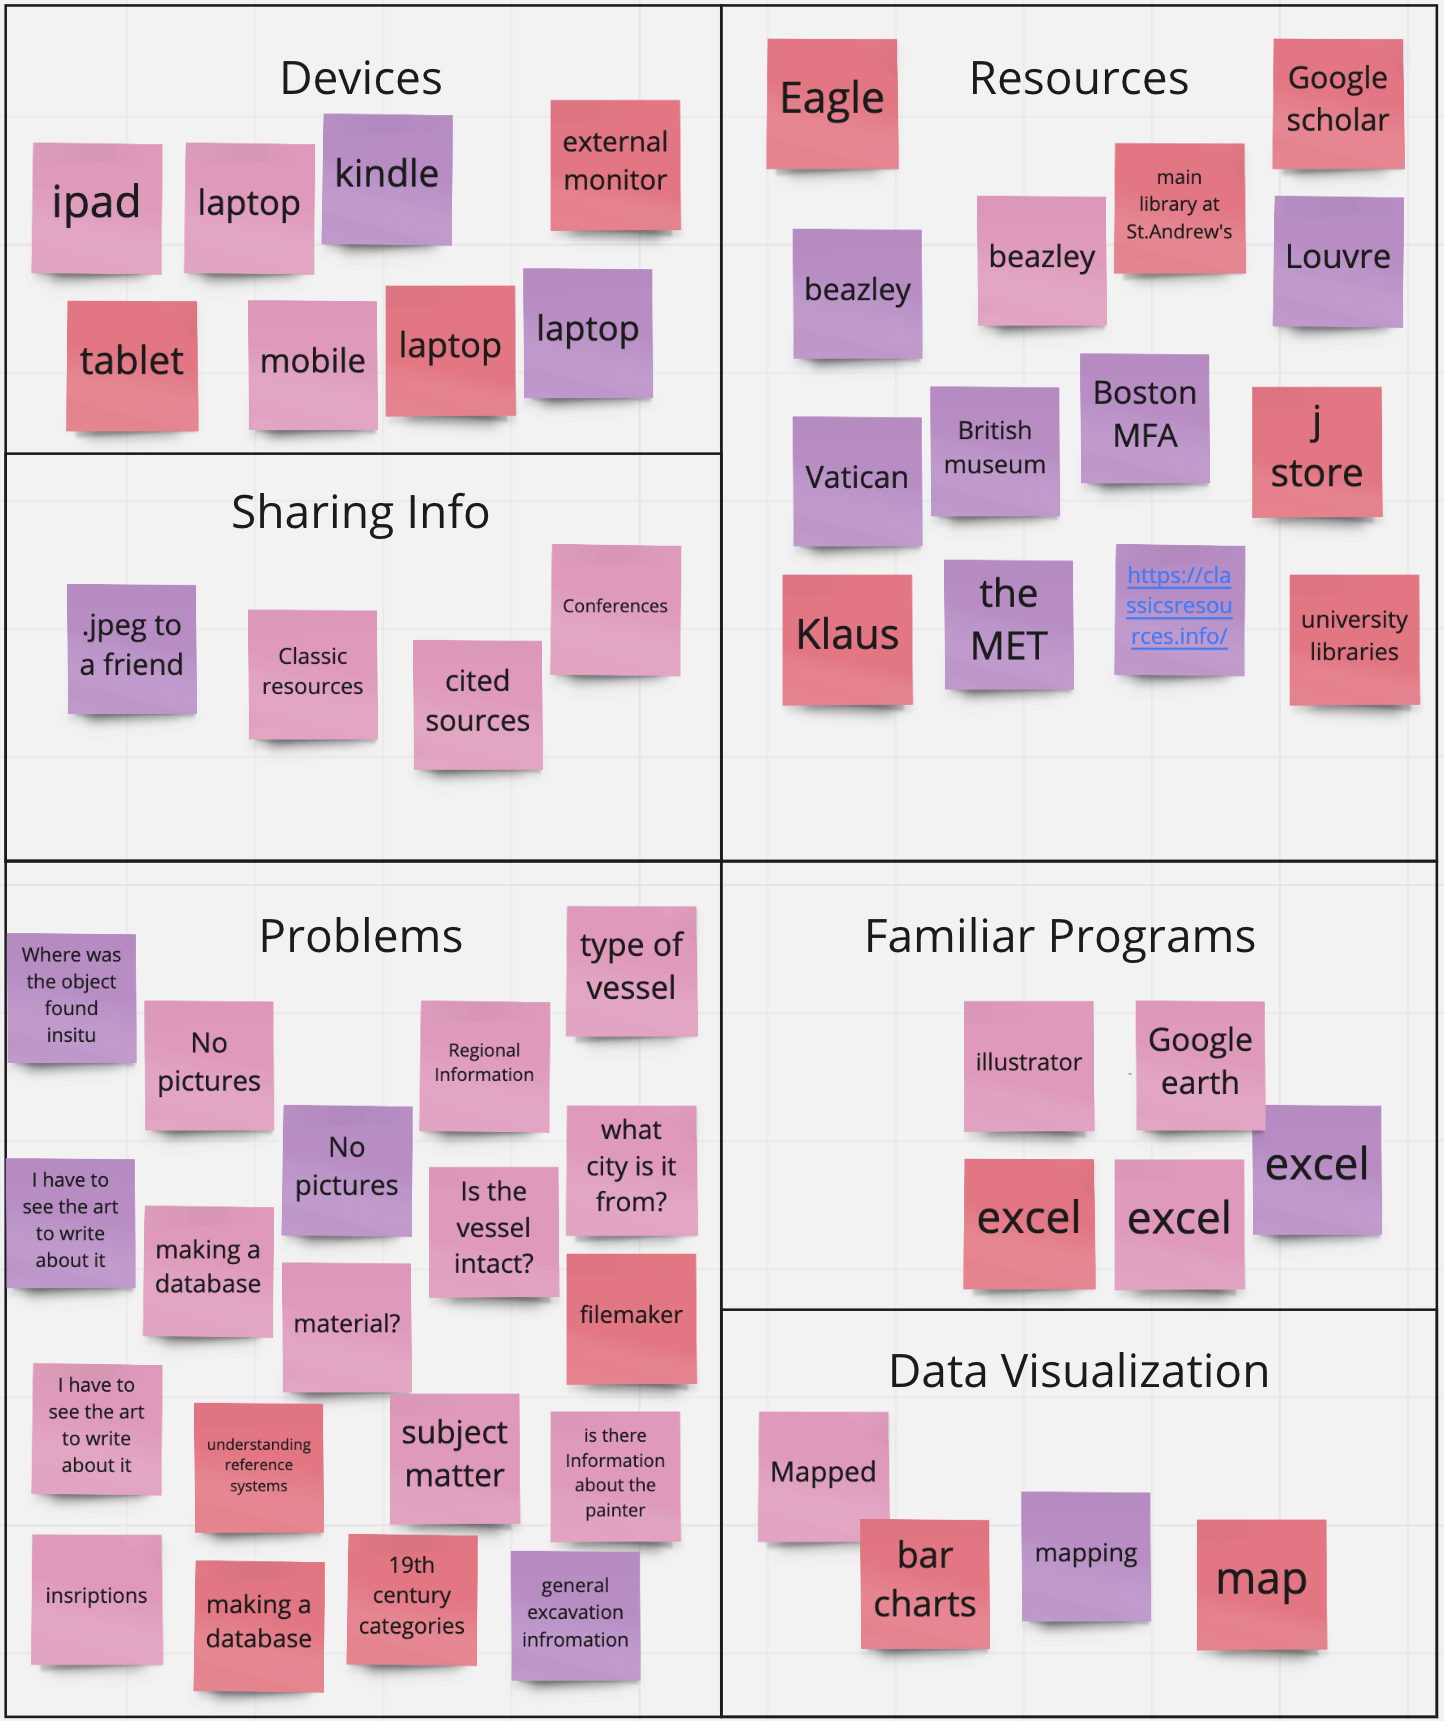 Devices
ipad
laptop
kindle
external
monitor
tablet
mobile
laptop
laptop
Resources
Eagle
Google
scholar
main
library at
St.Andrew's
beazley
beazley
Louvre
Vatican
British
museum
Boston
MFA
j
store
Klaus
the
MET
https://cla
ssicsresou
rces.info/
university
libraries
Sharing Info
.jpeg to
a friend
Classic
resources
cited
sources
Conferences
Problems
Where was
the object
found
insitu
No
pictures
Regional
Information
type of
vessel
No
pictures
what
city is it
from?
I have to
see the art
to write
about it
making a
database
Is the
vessel
intact?
material?
filemaker
I have to
see the art
to write
about it
understanding
reference
systems
subject
matter
is there
Information
about the
painter
insriptions
making a
database
19th
century
categories
general
excavation
infromation
Familiar Programs
illustrator
Google
earth
excel
excel
excel
Data Visualization
Mapped
bar
charts
mapping
map